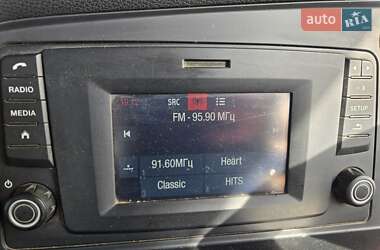 auto RIA
RADIO
MEDIA
SRC
FM - 95.90 МГц
91.60МГц
Heart
Classic
HITS
SETUP